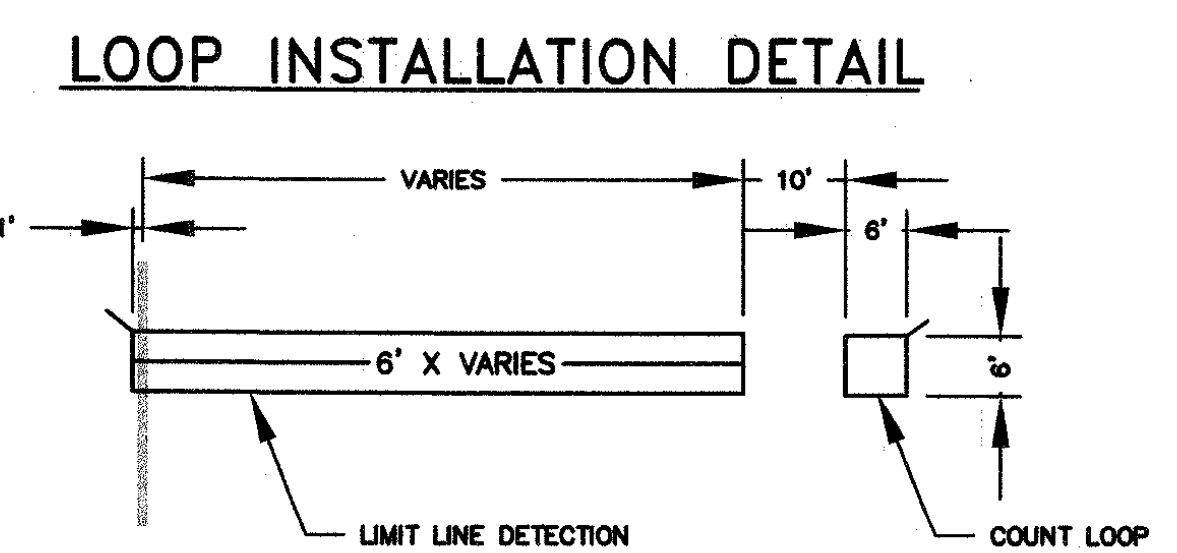 LOOP INSTALLATION DETAIL
VARIES
10'
1'
6'
6' X VARIES
6'
LIMIT LINE DETECTION
COUNT LOOP